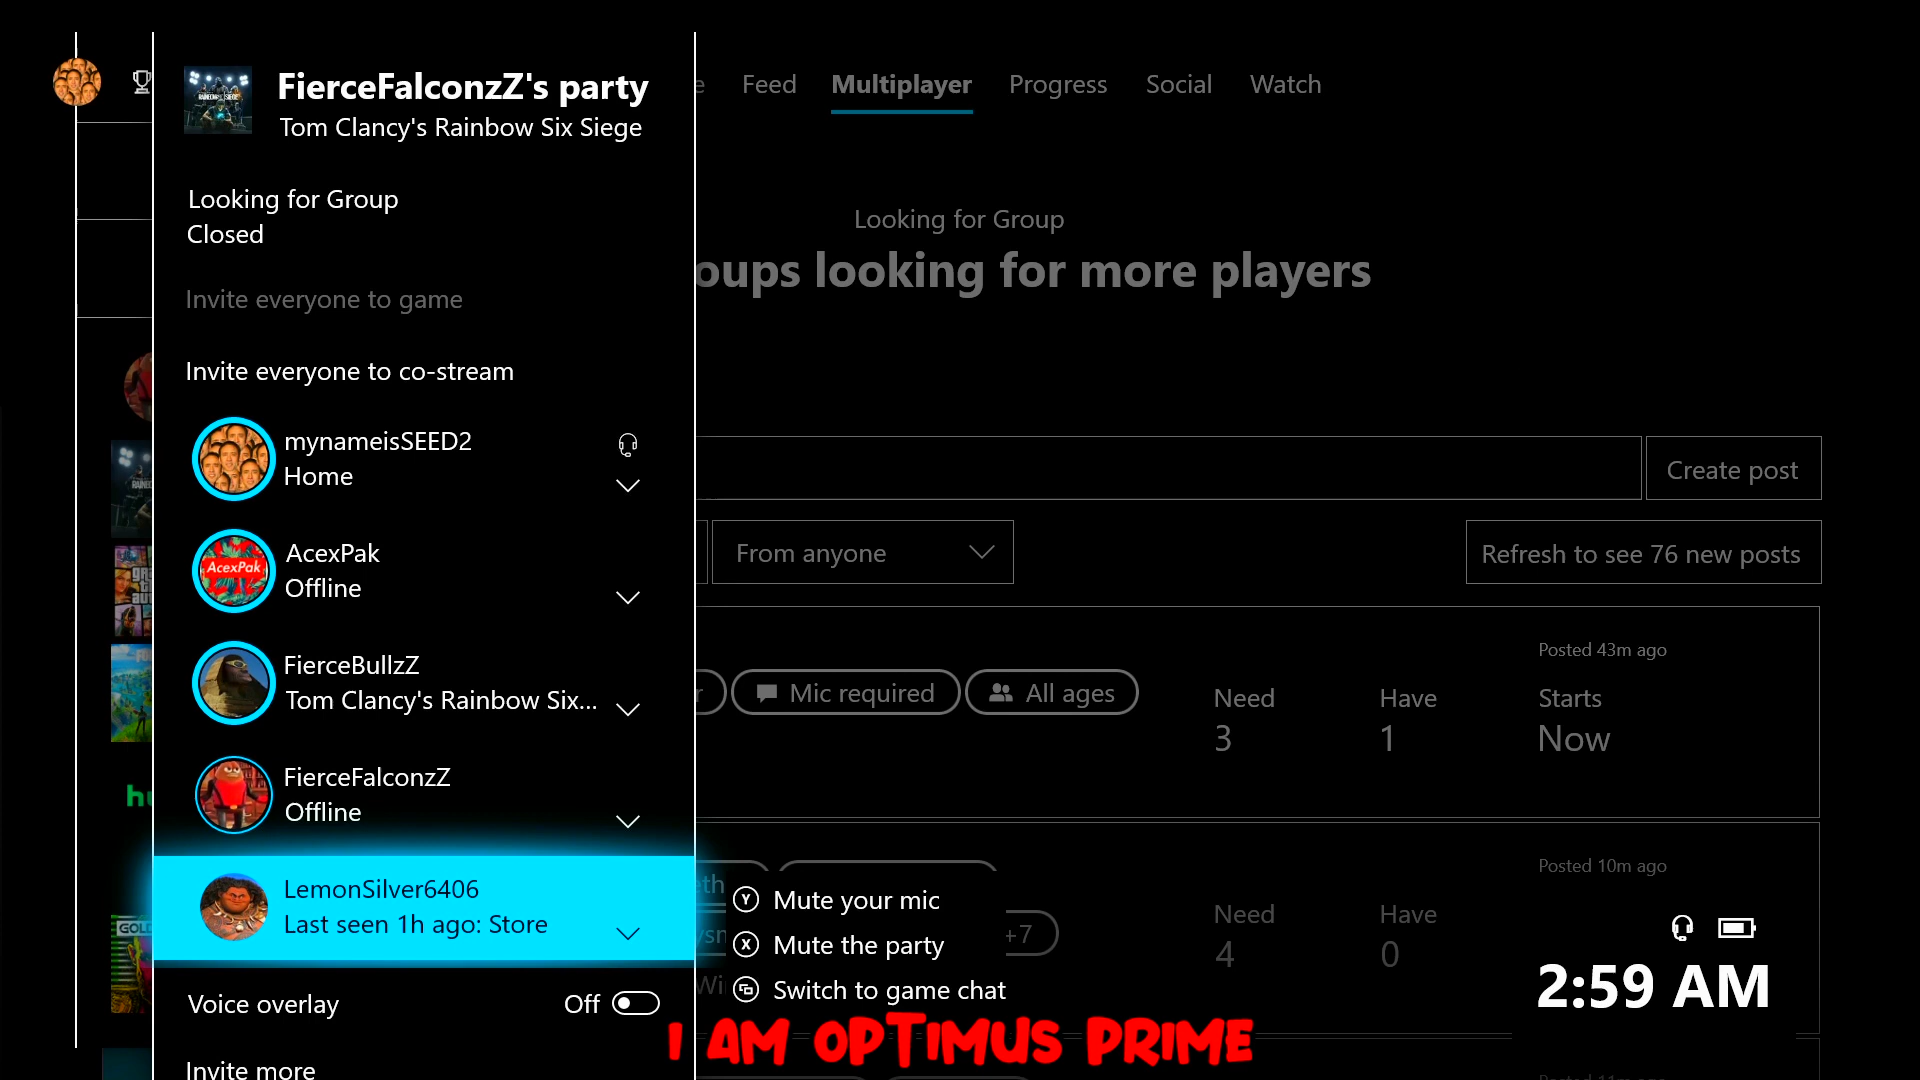 FierceFalconzZ's party
Tom Clancy's Rainbow Six Siege
Looking for Group
Closed
Invite everyone to game
Invite everyone to co-stream
mynameisSEED2
Home
AcexPak
AcexPak
Offline
FierceBullzZ
Tom Clancy's Rainbow Six...
FierceFalconzZ
Offline
LemonSilver6406
Last seen 1h ago: Store
Voice overlay
Off
Invite more
Feed
Multiplayer
Progress
Social
Watch
Looking for Group
oups looking for more players
Create post
From anyone
Refresh to see 76 new posts
Mic required
All ages
Need
3
Have
1
Posted 43m ago
Starts
Now
Posted 10m ago
Need
4
Have
0
+7
Y Mute your mic
X Mute the party
Switch to game chat
2:59 AM
I AM OPTIMUS PRIME